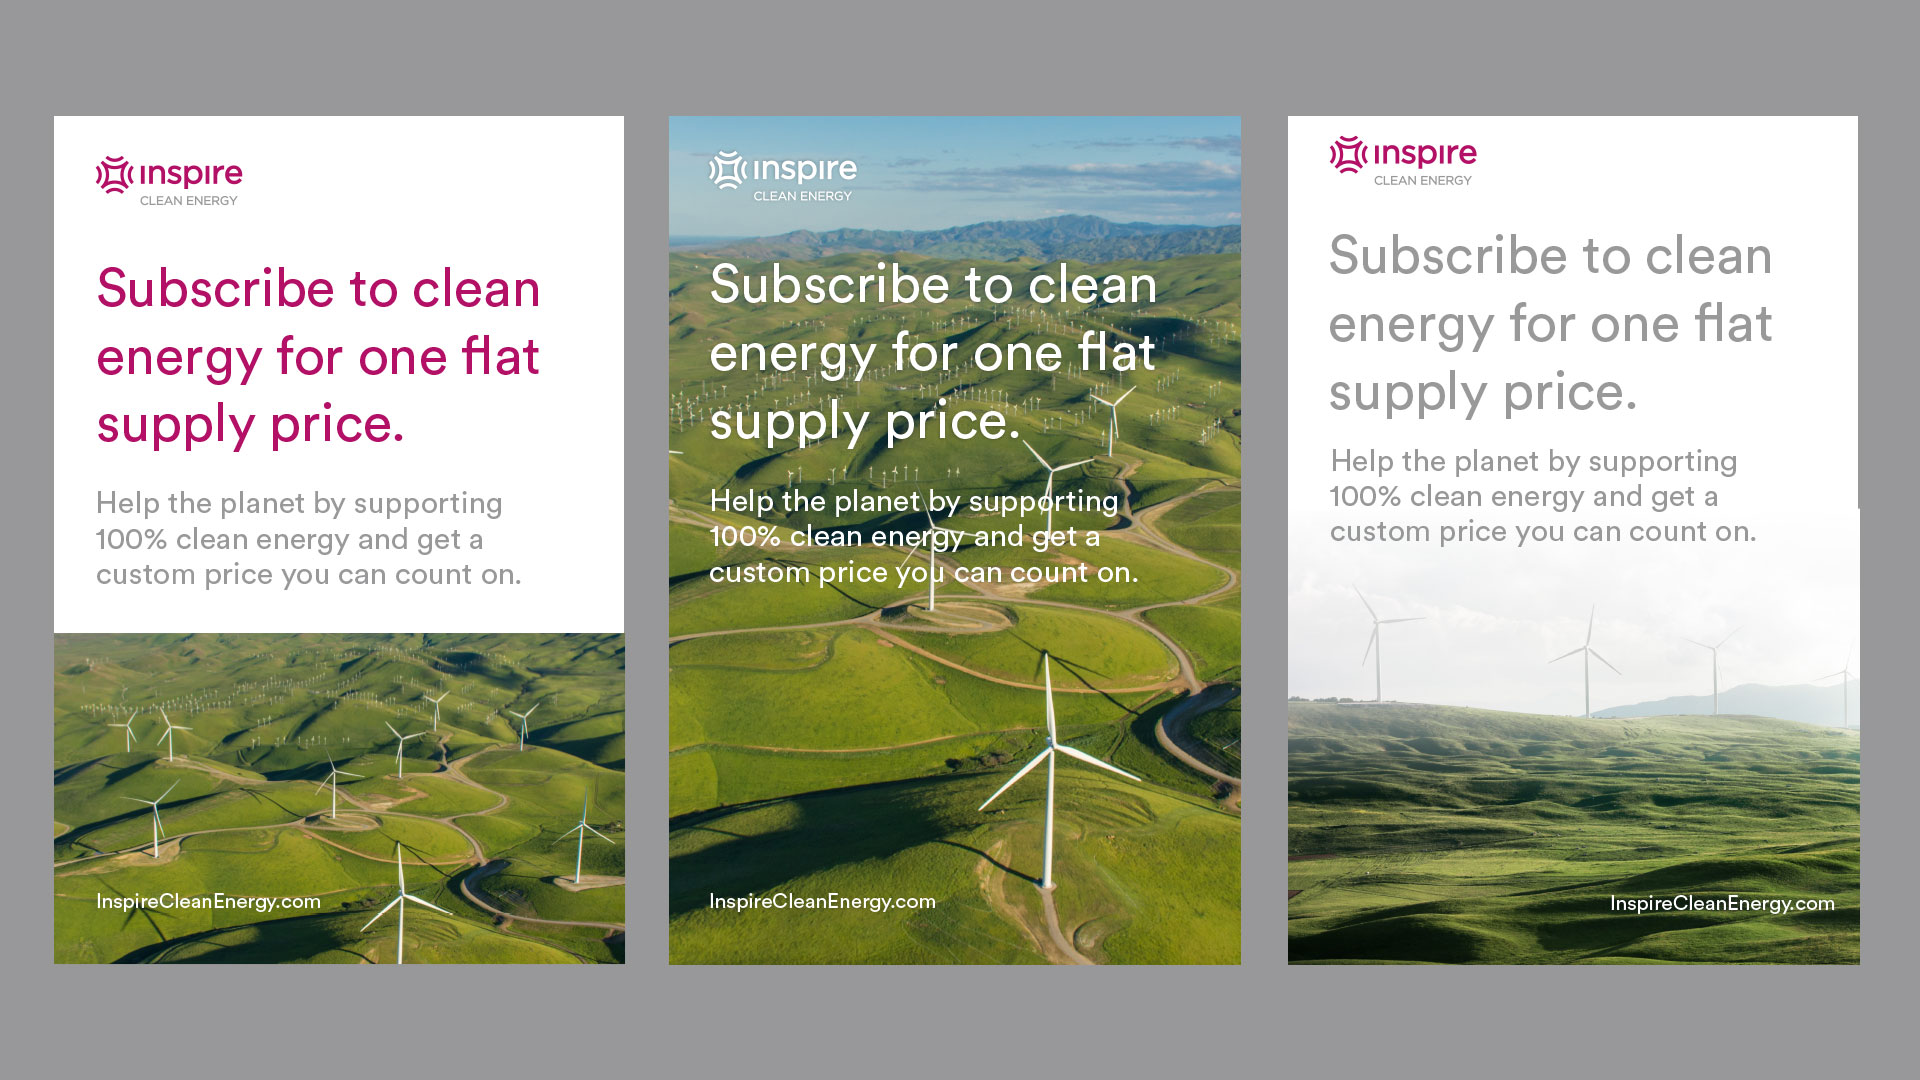 inspire
CLEAN ENERGY
Subscribe to clean
energy for one flat
supply price.
Help the planet by supporting
100% clean energy and get a
custom price you can count on.
InspireCleanEnergy.com
inspire
CLEAN ENERGY
Subscribe to clean
energy for one flat
supply price.
Help the planet by supporting
100% clean energy and get a
custom price you can count on.
InspireCleanEnergy.com
inspire
CLEAN ENERGY
Subscribe to clean
energy for one flat
supply price.
Help the planet by supporting
100% clean energy and get a
custom price you can count on.
InspireCleanEnergy.com